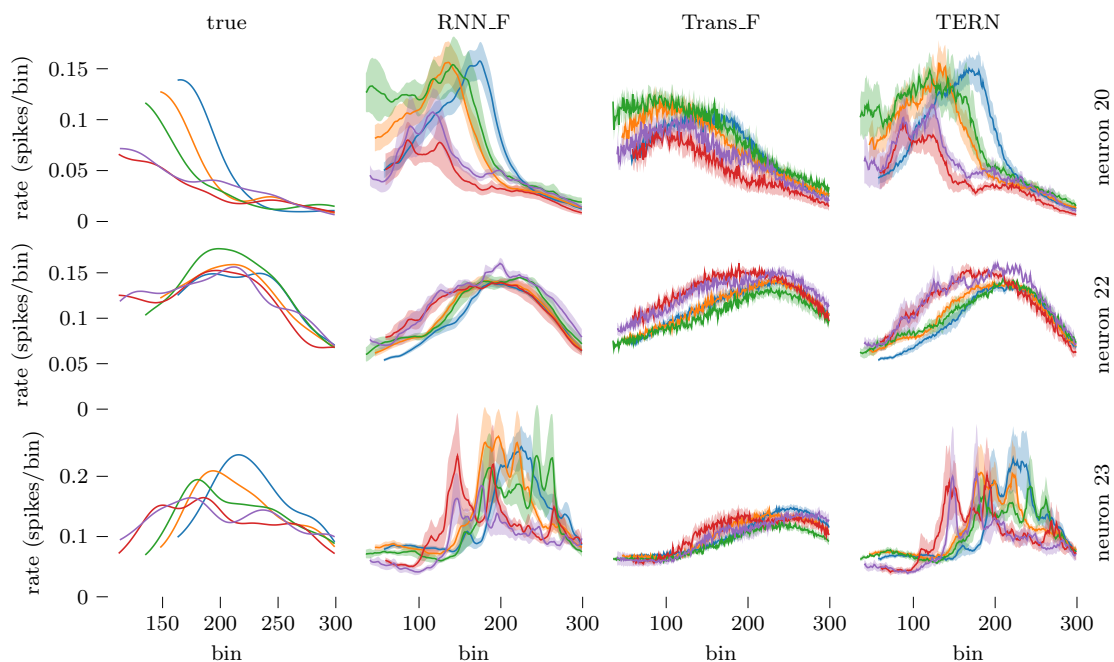 true RNN_F Trans_F TERN
rate (spikes/bin)
0.15
0.1
0.05
0
neuron 20
rate (spikes/bin)
0.15
0.1
0.05
0
neuron 22
rate (spikes/bin)
0.2
0.1
0
neuron 23
150 200 250 300 100 200 300 100 200 300 100 200 300
bin bin bin bin